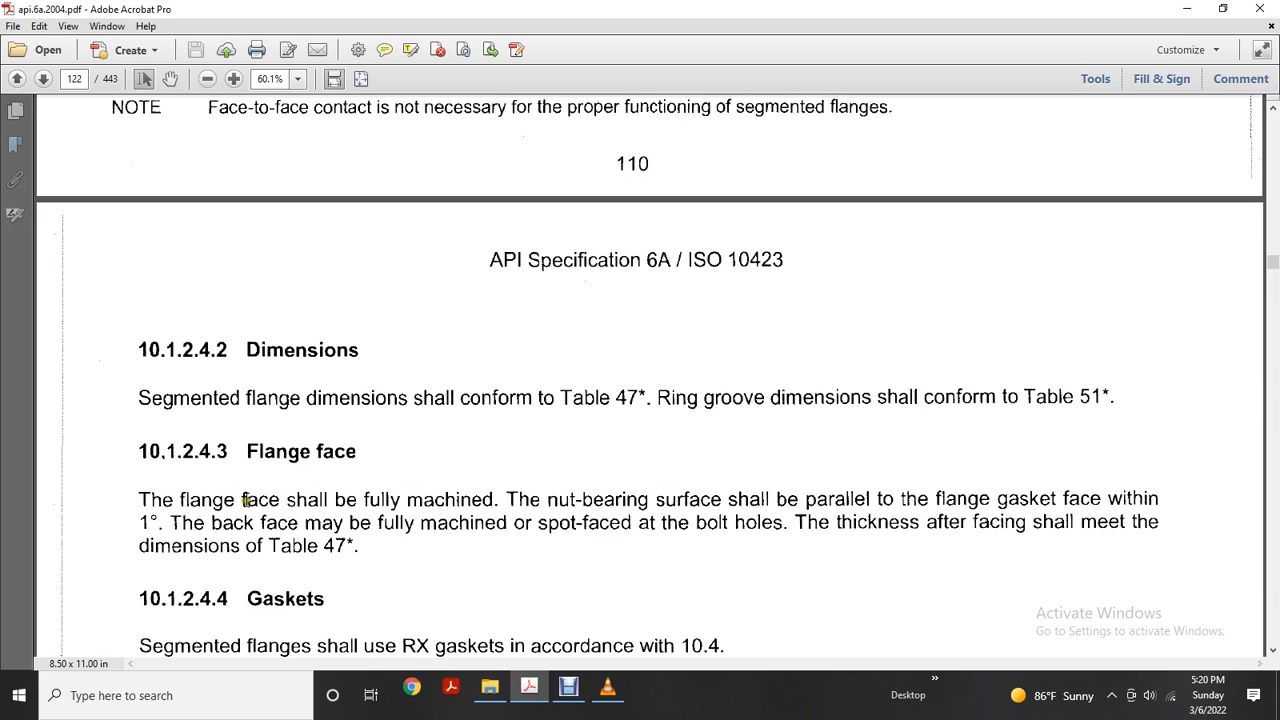 api.6a.2004.pdf - Adobe Acrobat Pro
File Edit View Window Help
Open Create Customize
122 / 443 60.1% Tools Fill & Sign Comment
NOTE Face-to-face contact is not necessary for the proper functioning of segmented flanges.
110
API Specification 6A / ISO 10423
10.1.2.4.2 Dimensions
Segmented flange dimensions shall conform to Table 47*. Ring groove dimensions shall conform to Table 51*.
10.1.2.4.3 Flange face
The flange face shall be fully machined. The nut-bearing surface shall be parallel to the flange gasket face within
1°. The back face may be fully machined or spot-faced at the bolt holes. The thickness after facing shall meet the
dimensions of Table 47*.
10.1.2.4.4 Gaskets
Activate Windows
Go to Settings to activate Windows.
Segmented flanges shall use RX gaskets in accordance with 10.4.
8.50 x 11.00 in
Type here to search
Desktop
86°F Sunny
5:20 PM
Sunday
3/6/2022